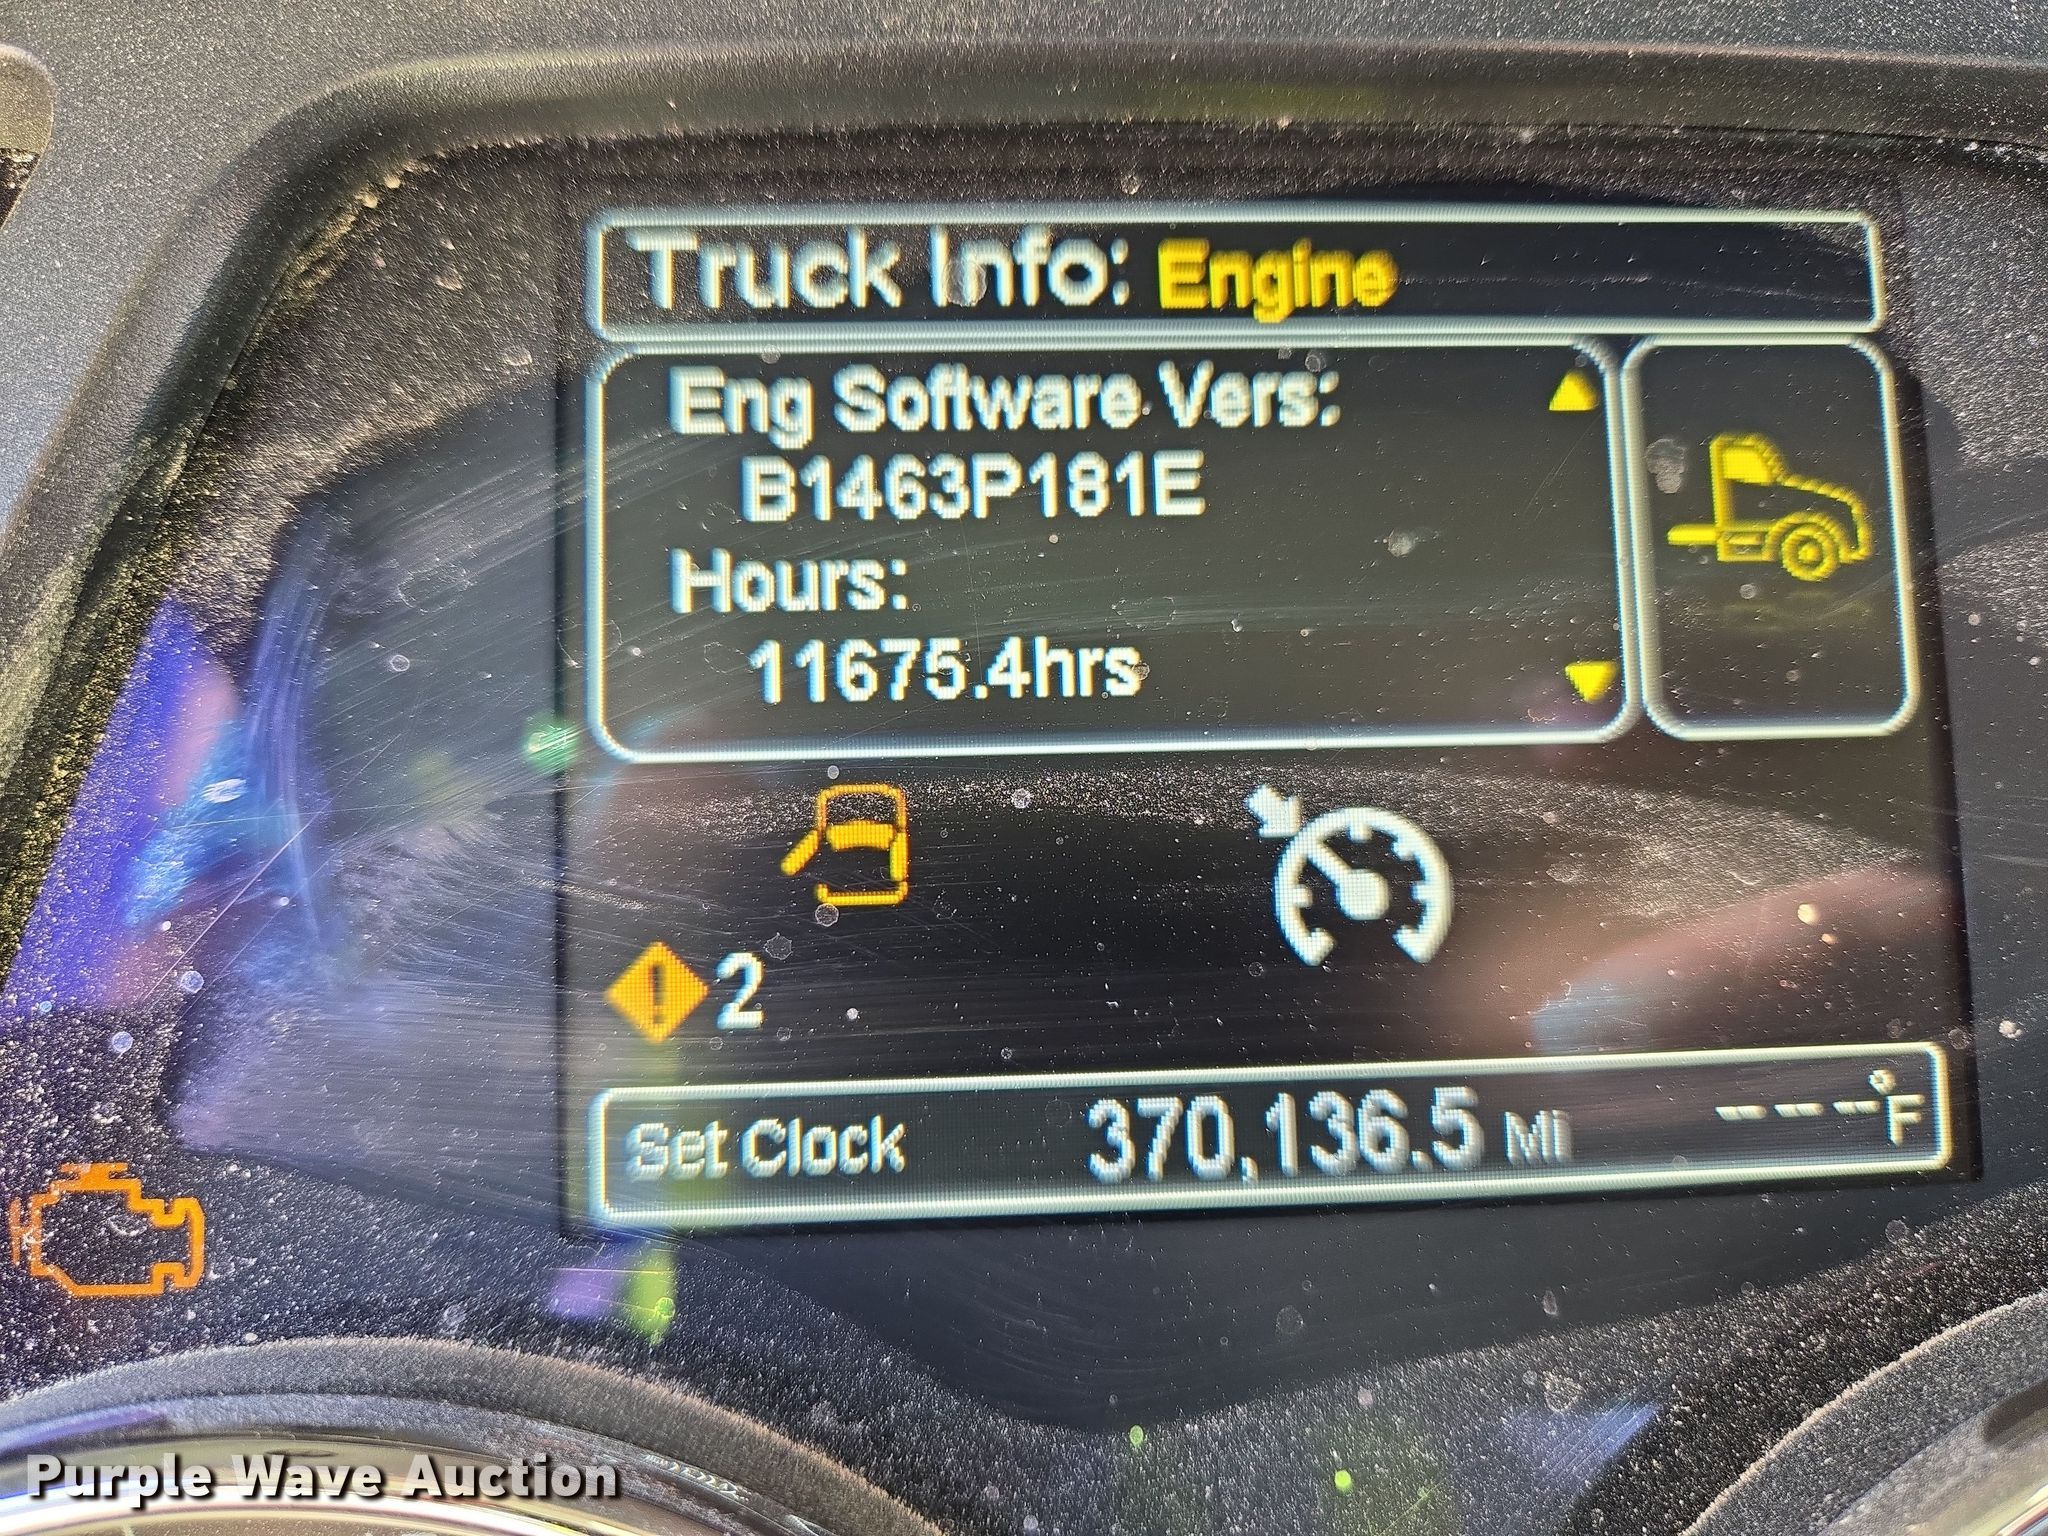 Truck Info: Engine
Eng Software Vers:
B1463P181E
Hours:
11675.4hrs
2
Set Clock 370,136.5 Mi ---°F
Purple Wave Auction